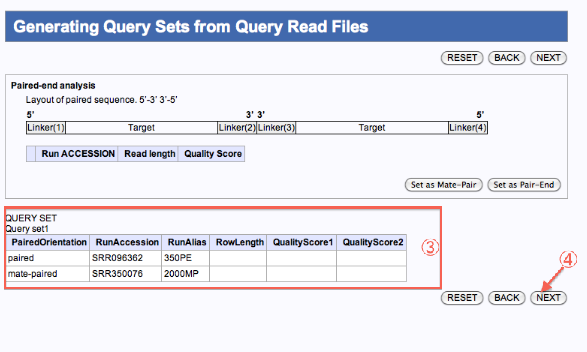 Generating Query Sets from Query Read Files
RESET BACK NEXT
Paired-end analysis
Layout of paired sequence. 5'-3' 3'-5'
5' 3' 3' 5'
Linker(1) Target Linker(2) Linker(3) Target Linker(4)
Run ACCESSION Read length Quality Score
Set as Mate-Pair Set as Pair-End
QUERY SET
Query set1
PairedOrientation RunAccession RunAlias RowLength QualityScore1 QualityScore2
paired SRR096362 350PE
mate-paired SRR350076 2000MP
③
④
RESET BACK NEXT